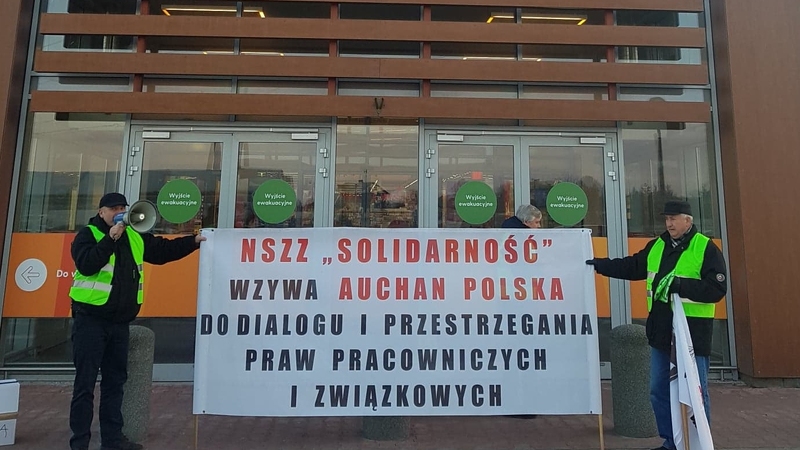 Wyjście
ewakuacyjne
Wyjście
ewakuacyjne
Wyjście
ewakuacyjne
Wyjście
ewakuacyjne
Do
NSZZ „SOLIDARNOŚĆ”
WZYWA AUCHAN POLSKA
DO DIALOGU I PRZESTRZEGANIA
PRAW PRACOWNICZYCH
I ZWIĄZKOWYCH